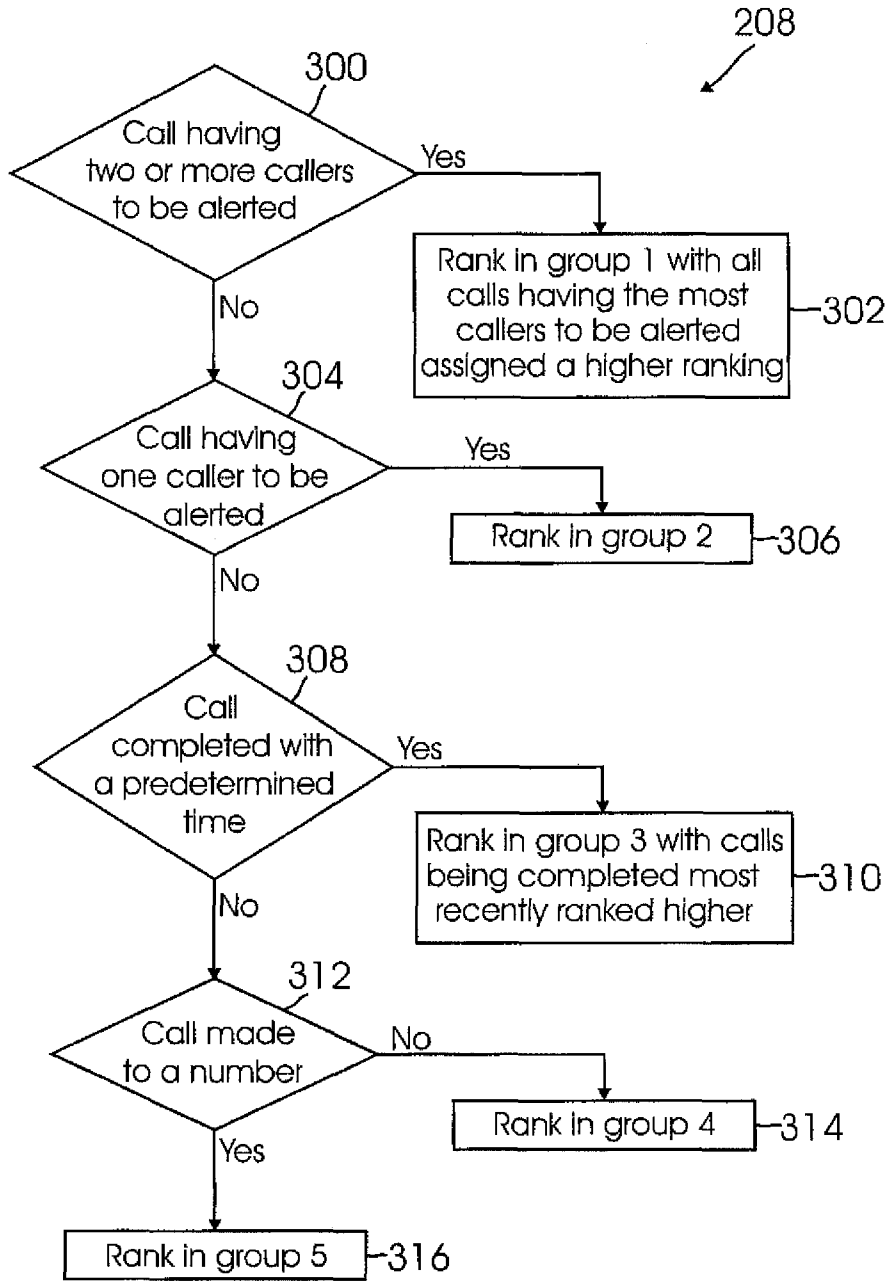 208
300
Call having
two or more callers
to be alerted
Yes
Rank in group 1 with all
calls having the most
callers to be alerted
assigned a higher ranking
302
No
304
Call having
one caller to be
alerted
Yes
Rank in group 2
306
No
308
Call
completed with
a predetermined
time
Yes
Rank in group 3 with calls
being completed most
recently ranked higher
310
No
312
Call made
to a number
No
Rank in group 4
314
Yes
Rank in group 5
316